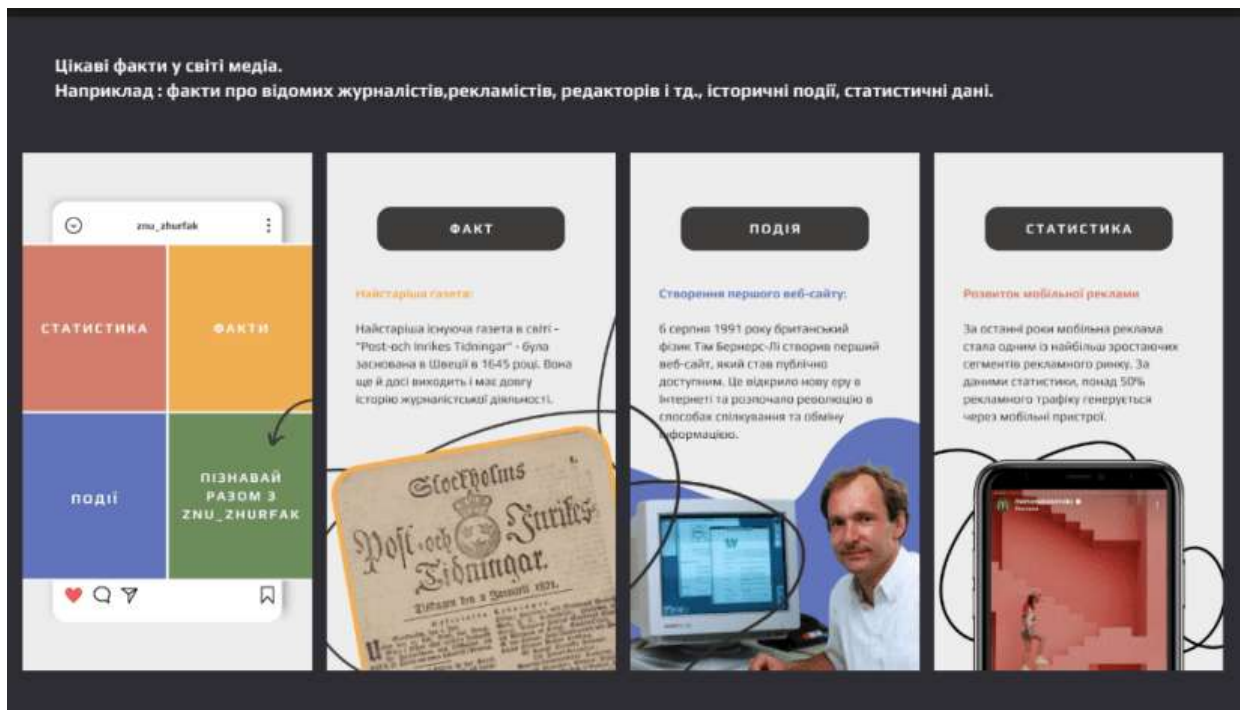 Цікаві факти у світі медіа.
Наприклад : факти про відомих журналістів,рекламістів, редакторів і тд., історичні події, статистичні дані.
znu_zhurfak
СТАТИСТИКА
ФАКТИ
ПОДІЇ
ПІЗНАВАЙ
РАЗОМ З
ZNU_ZHURFAK
ФАКТ
Найстаріша газета:
Найстаріша існуюча газета в світі -
"Post-och Inrikes Tidningar" - була
заснована в Швеції в 1645 році. Вона
ще й досі виходить і має довгу
історію журналістської діяльності.
Stockholms
Post-och Inrikes
Tidningar.
ПОДІЯ
Створення першого веб-сайту:
6 серпня 1991 року британський
фізик Тім Бернерс-Лі створив перший
веб-сайт, який став публічно
доступним. Це відкрило нову еру в
Інтернеті та розпочало революцію в
способах спілкування та обміну
інформацією.
СТАТИСТИКА
Розвиток мобільної реклами
За останні роки мобільна реклама
стала одним із найбільш зростаючих
сегментів рекламного ринку. За
даними статистики, понад 50%
рекламного трафіку генерується
через мобільні пристрої.